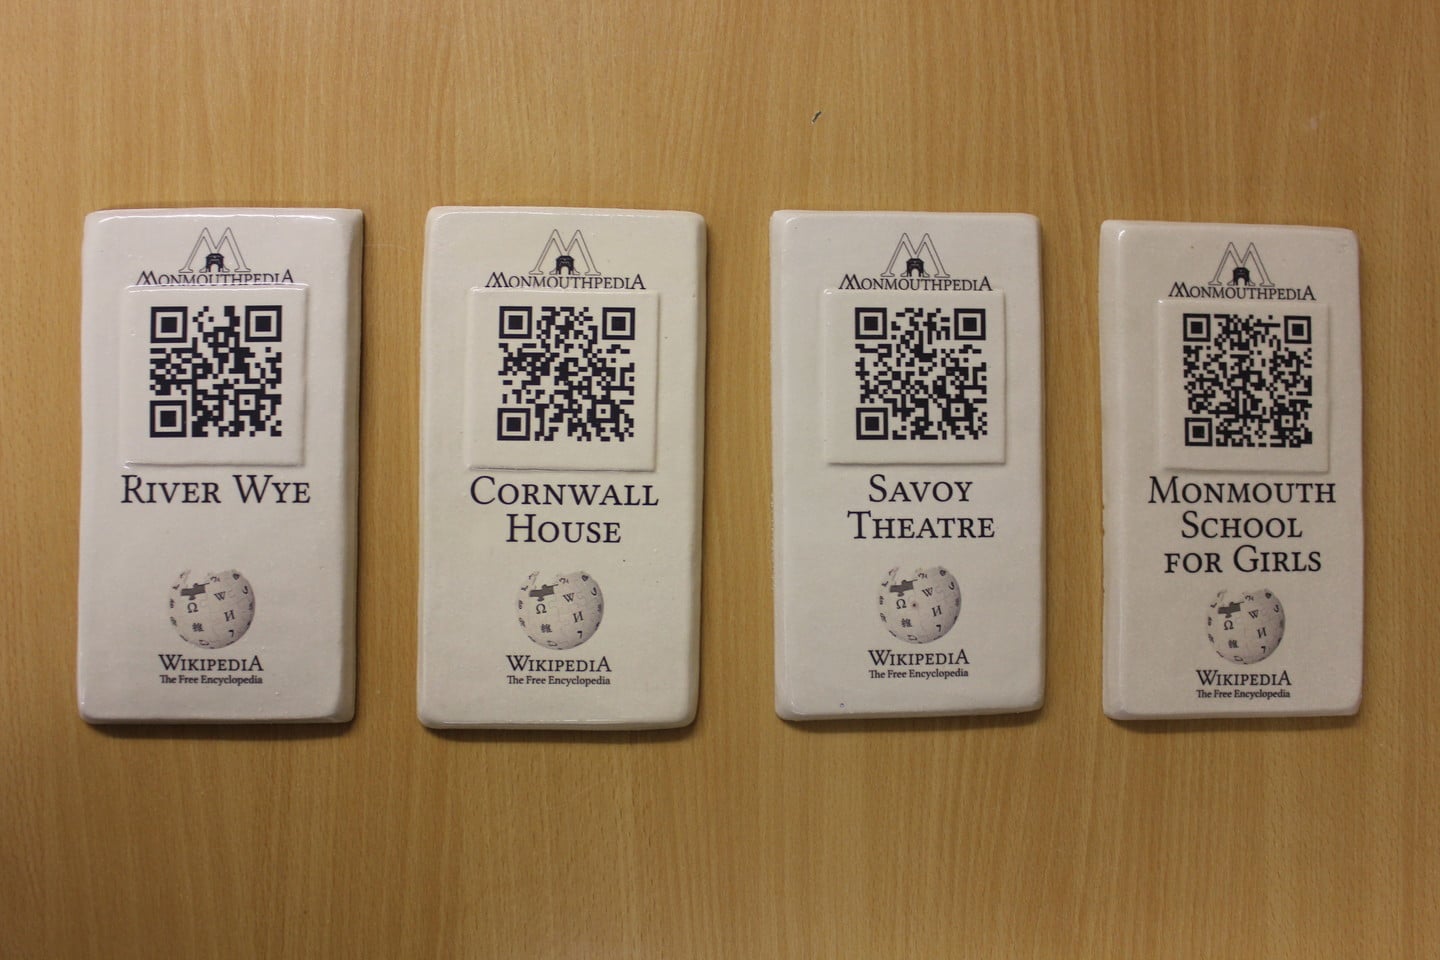 MONMOUTHPEDIA
RIVER WYE
WIKIPEDIA
The Free Encyclopedia
MONMOUTHPEDIA
CORNWALL
HOUSE
WIKIPEDIA
The Free Encyclopedia
MONMOUTHPEDIA
SAVOY
THEATRE
WIKIPEDIA
The Free Encyclopedia
MONMOUTHPEDIA
MONMOUTH
SCHOOL
FOR GIRLS
WIKIPEDIA
The Free Encyclopedia